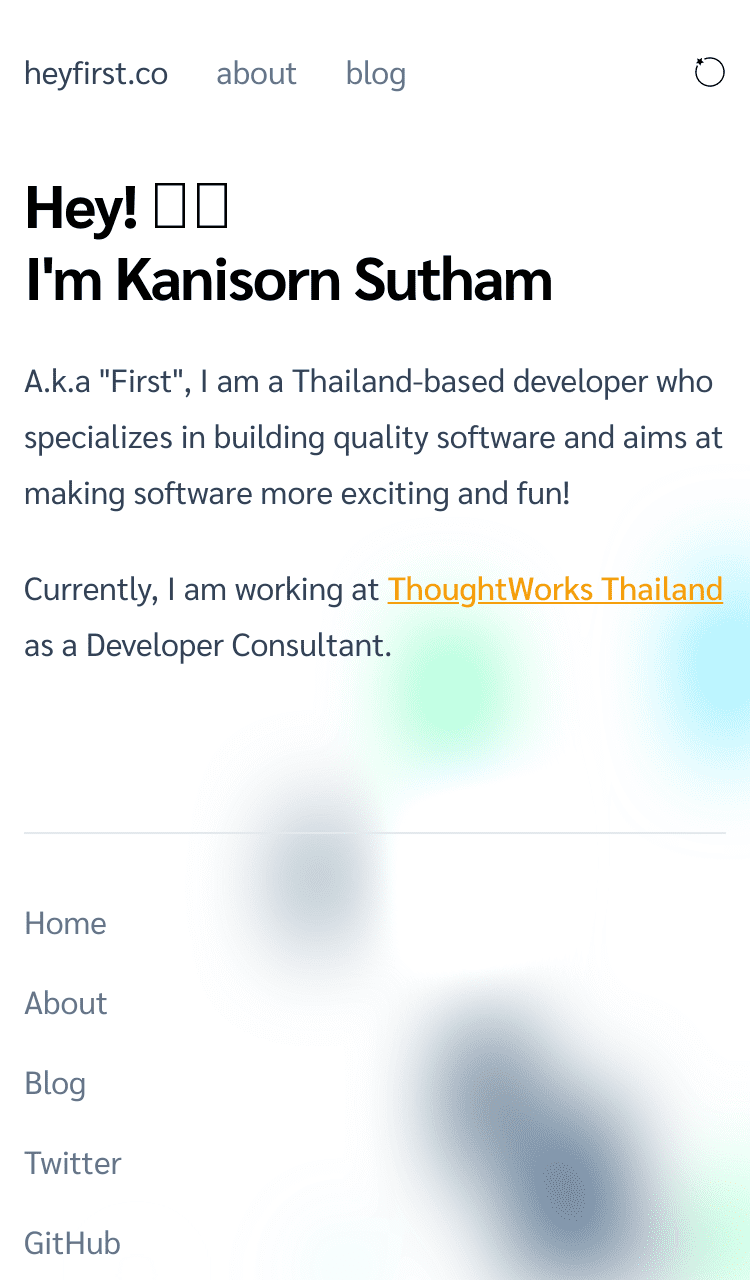 heyfirst.co about blog
Hey!
I'm Kanisorn Sutham
A.k.a "First", I am a Thailand-based developer who
specializes in building quality software and aims at
making software more exciting and fun!
Currently, I am working at ThoughtWorks Thailand
as a Developer Consultant.
Home
About
Blog
Twitter
GitHub